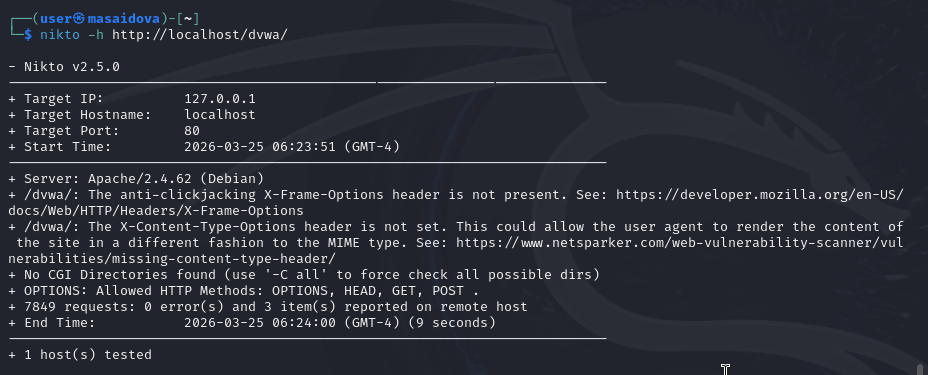 ┌──(user㉿masaidova)-[~]
└─$ nikto -h http://localhost/dvwa/
- Nikto v2.5.0
---------------------------------------------------------------------------
+ Target IP:          127.0.0.1
+ Target Hostname:    localhost
+ Target Port:        80
+ Start Time:         2026-03-25 06:23:51 (GMT-4)
---------------------------------------------------------------------------
+ Server: Apache/2.4.62 (Debian)
+ /dvwa/: The anti-clickjacking X-Frame-Options header is not present. See: https://developer.mozilla.org/en-US/
docs/Web/HTTP/Headers/X-Frame-Options
+ /dvwa/: The X-Content-Type-Options header is not set. This could allow the user agent to render the content of
 the site in a different fashion to the MIME type. See: https://www.netsparker.com/web-vulnerability-scanner/vul
nerabilities/missing-content-type-header/
+ No CGI Directories found (use '-C all' to force check all possible dirs)
+ OPTIONS: Allowed HTTP Methods: OPTIONS, HEAD, GET, POST .
+ 7849 requests: 0 error(s) and 3 item(s) reported on remote host
+ End Time:           2026-03-25 06:24:00 (GMT-4) (9 seconds)
---------------------------------------------------------------------------
+ 1 host(s) tested